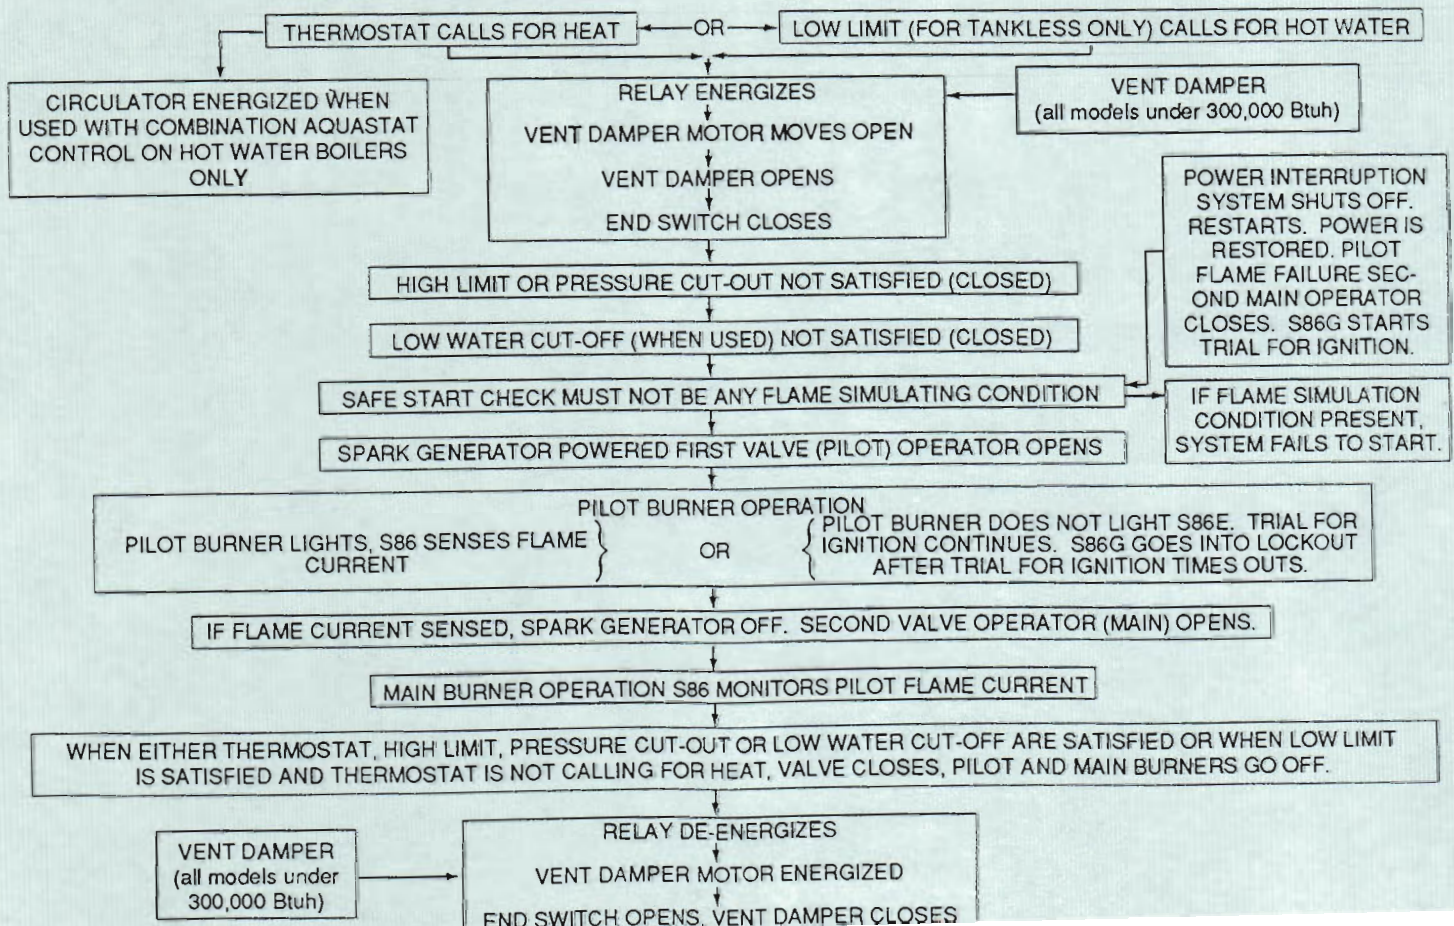 THERMOSTAT CALLS FOR HEAT
OR
LOW LIMIT (FOR TANKLESS ONLY) CALLS FOR HOT WATER
CIRCULATOR ENERGIZED WHEN
USED WITH COMBINATION AQUASTAT
CONTROL ON HOT WATER BOILERS
ONLY
RELAY ENERGIZES
VENT DAMPER MOTOR MOVES OPEN
VENT DAMPER OPENS
END SWITCH CLOSES
VENT DAMPER
(all models under 300,000 Btuh)
HIGH LIMIT OR PRESSURE CUT-OUT NOT SATISFIED (CLOSED)
LOW WATER CUT-OFF (WHEN USED) NOT SATISFIED (CLOSED)
POWER INTERRUPTION
SYSTEM SHUTS OFF.
RESTARTS. POWER IS
RESTORED. PILOT
FLAME FAILURE SEC-
OND MAIN OPERATOR
CLOSES. S86G STARTS
TRIAL FOR IGNITION.
SAFE START CHECK MUST NOT BE ANY FLAME SIMULATING CONDITION
IF FLAME SIMULATION
CONDITION PRESENT,
SYSTEM FAILS TO START.
SPARK GENERATOR POWERED FIRST VALVE (PILOT) OPERATOR OPENS
PILOT BURNER OPERATION
PILOT BURNER LIGHTS, S86 SENSES FLAME
CURRENT
OR
PILOT BURNER DOES NOT LIGHT S86E. TRIAL FOR
IGNITION CONTINUES. S86G GOES INTO LOCKOUT
AFTER TRIAL FOR IGNITION TIMES OUTS.
IF FLAME CURRENT SENSED, SPARK GENERATOR OFF. SECOND VALVE OPERATOR (MAIN) OPENS.
MAIN BURNER OPERATION S86 MONITORS PILOT FLAME CURRENT
WHEN EITHER THERMOSTAT, HIGH LIMIT, PRESSURE CUT-OUT OR LOW WATER CUT-OFF ARE SATISFIED OR WHEN LOW LIMIT
IS SATISFIED AND THERMOSTAT IS NOT CALLING FOR HEAT, VALVE CLOSES, PILOT AND MAIN BURNERS GO OFF.
VENT DAMPER
(all models under
300,000 Btuh)
RELAY DE-ENERGIZES
VENT DAMPER MOTOR ENERGIZED
END SWITCH OPENS, VENT DAMPER CLOSES